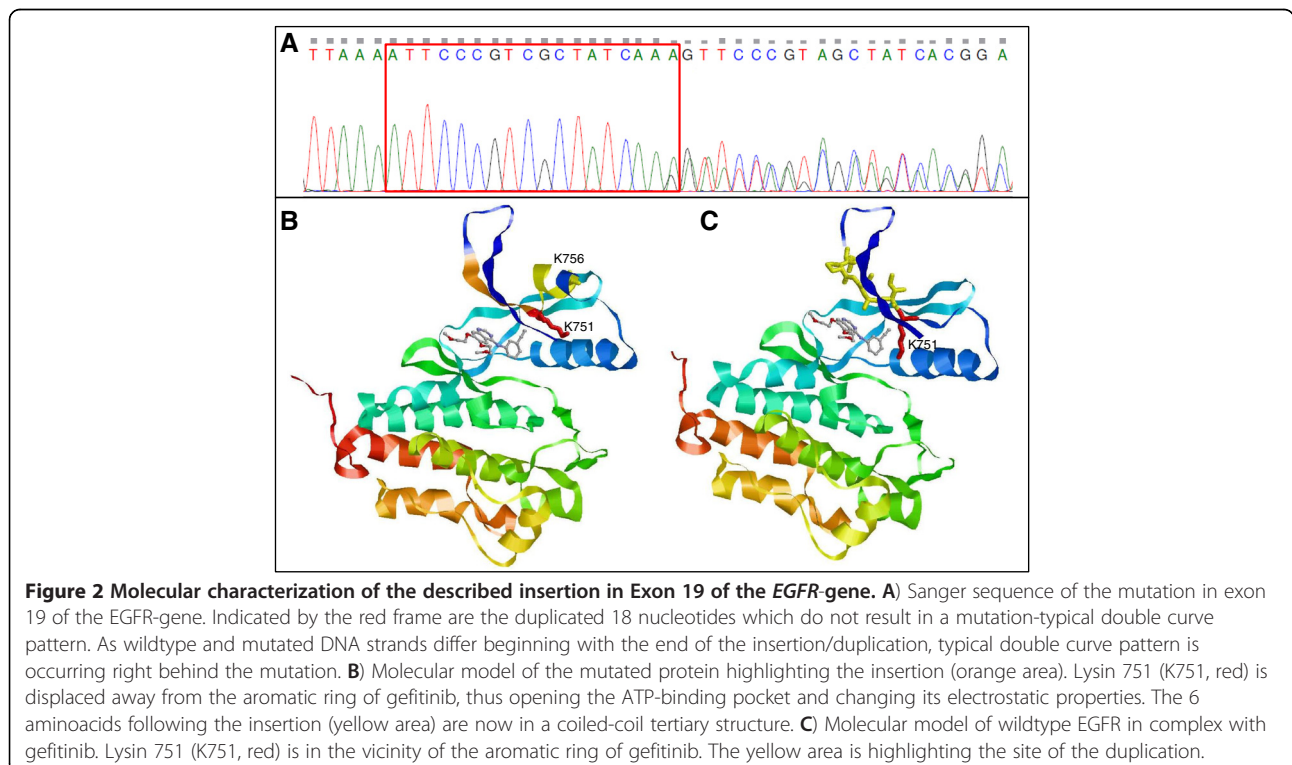 A
TTAAAATTCCCGTCGCTATCAAAGTTCCCGTAGCTATCACGGA
B
K756
K751
C
K751
Figure 2 Molecular characterization of the described insertion in Exon 19 of the EGFR-gene. A) Sanger sequence of the mutation in exon
19 of the EGFR-gene. Indicated by the red frame are the duplicated 18 nucleotides which do not result in a mutation-typical double curve
pattern. As wildtype and mutated DNA strands differ beginning with the end of the insertion/duplication, typical double curve pattern is
occurring right behind the mutation. B) Molecular model of the mutated protein highlighting the insertion (orange area). Lysin 751 (K751, red) is
displaced away from the aromatic ring of gefitinib, thus opening the ATP-binding pocket and changing its electrostatic properties. The 6
aminoacids following the insertion (yellow area) are now in a coiled-coil tertiary structure. C) Molecular model of wildtype EGFR in complex with
gefitinib. Lysin 751 (K751, red) is in the vicinity of the aromatic ring of gefitinib. The yellow area is highlighting the site of the duplication.